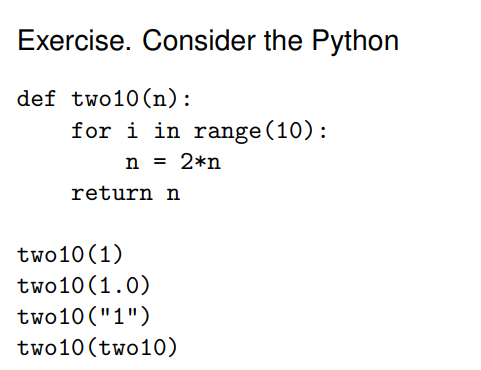 Exercise. Consider the Python
def two10(n):
    for i in range(10):
        n = 2*n
    return n
two10(1)
two10(1.0)
two10("1")
two10(two10)